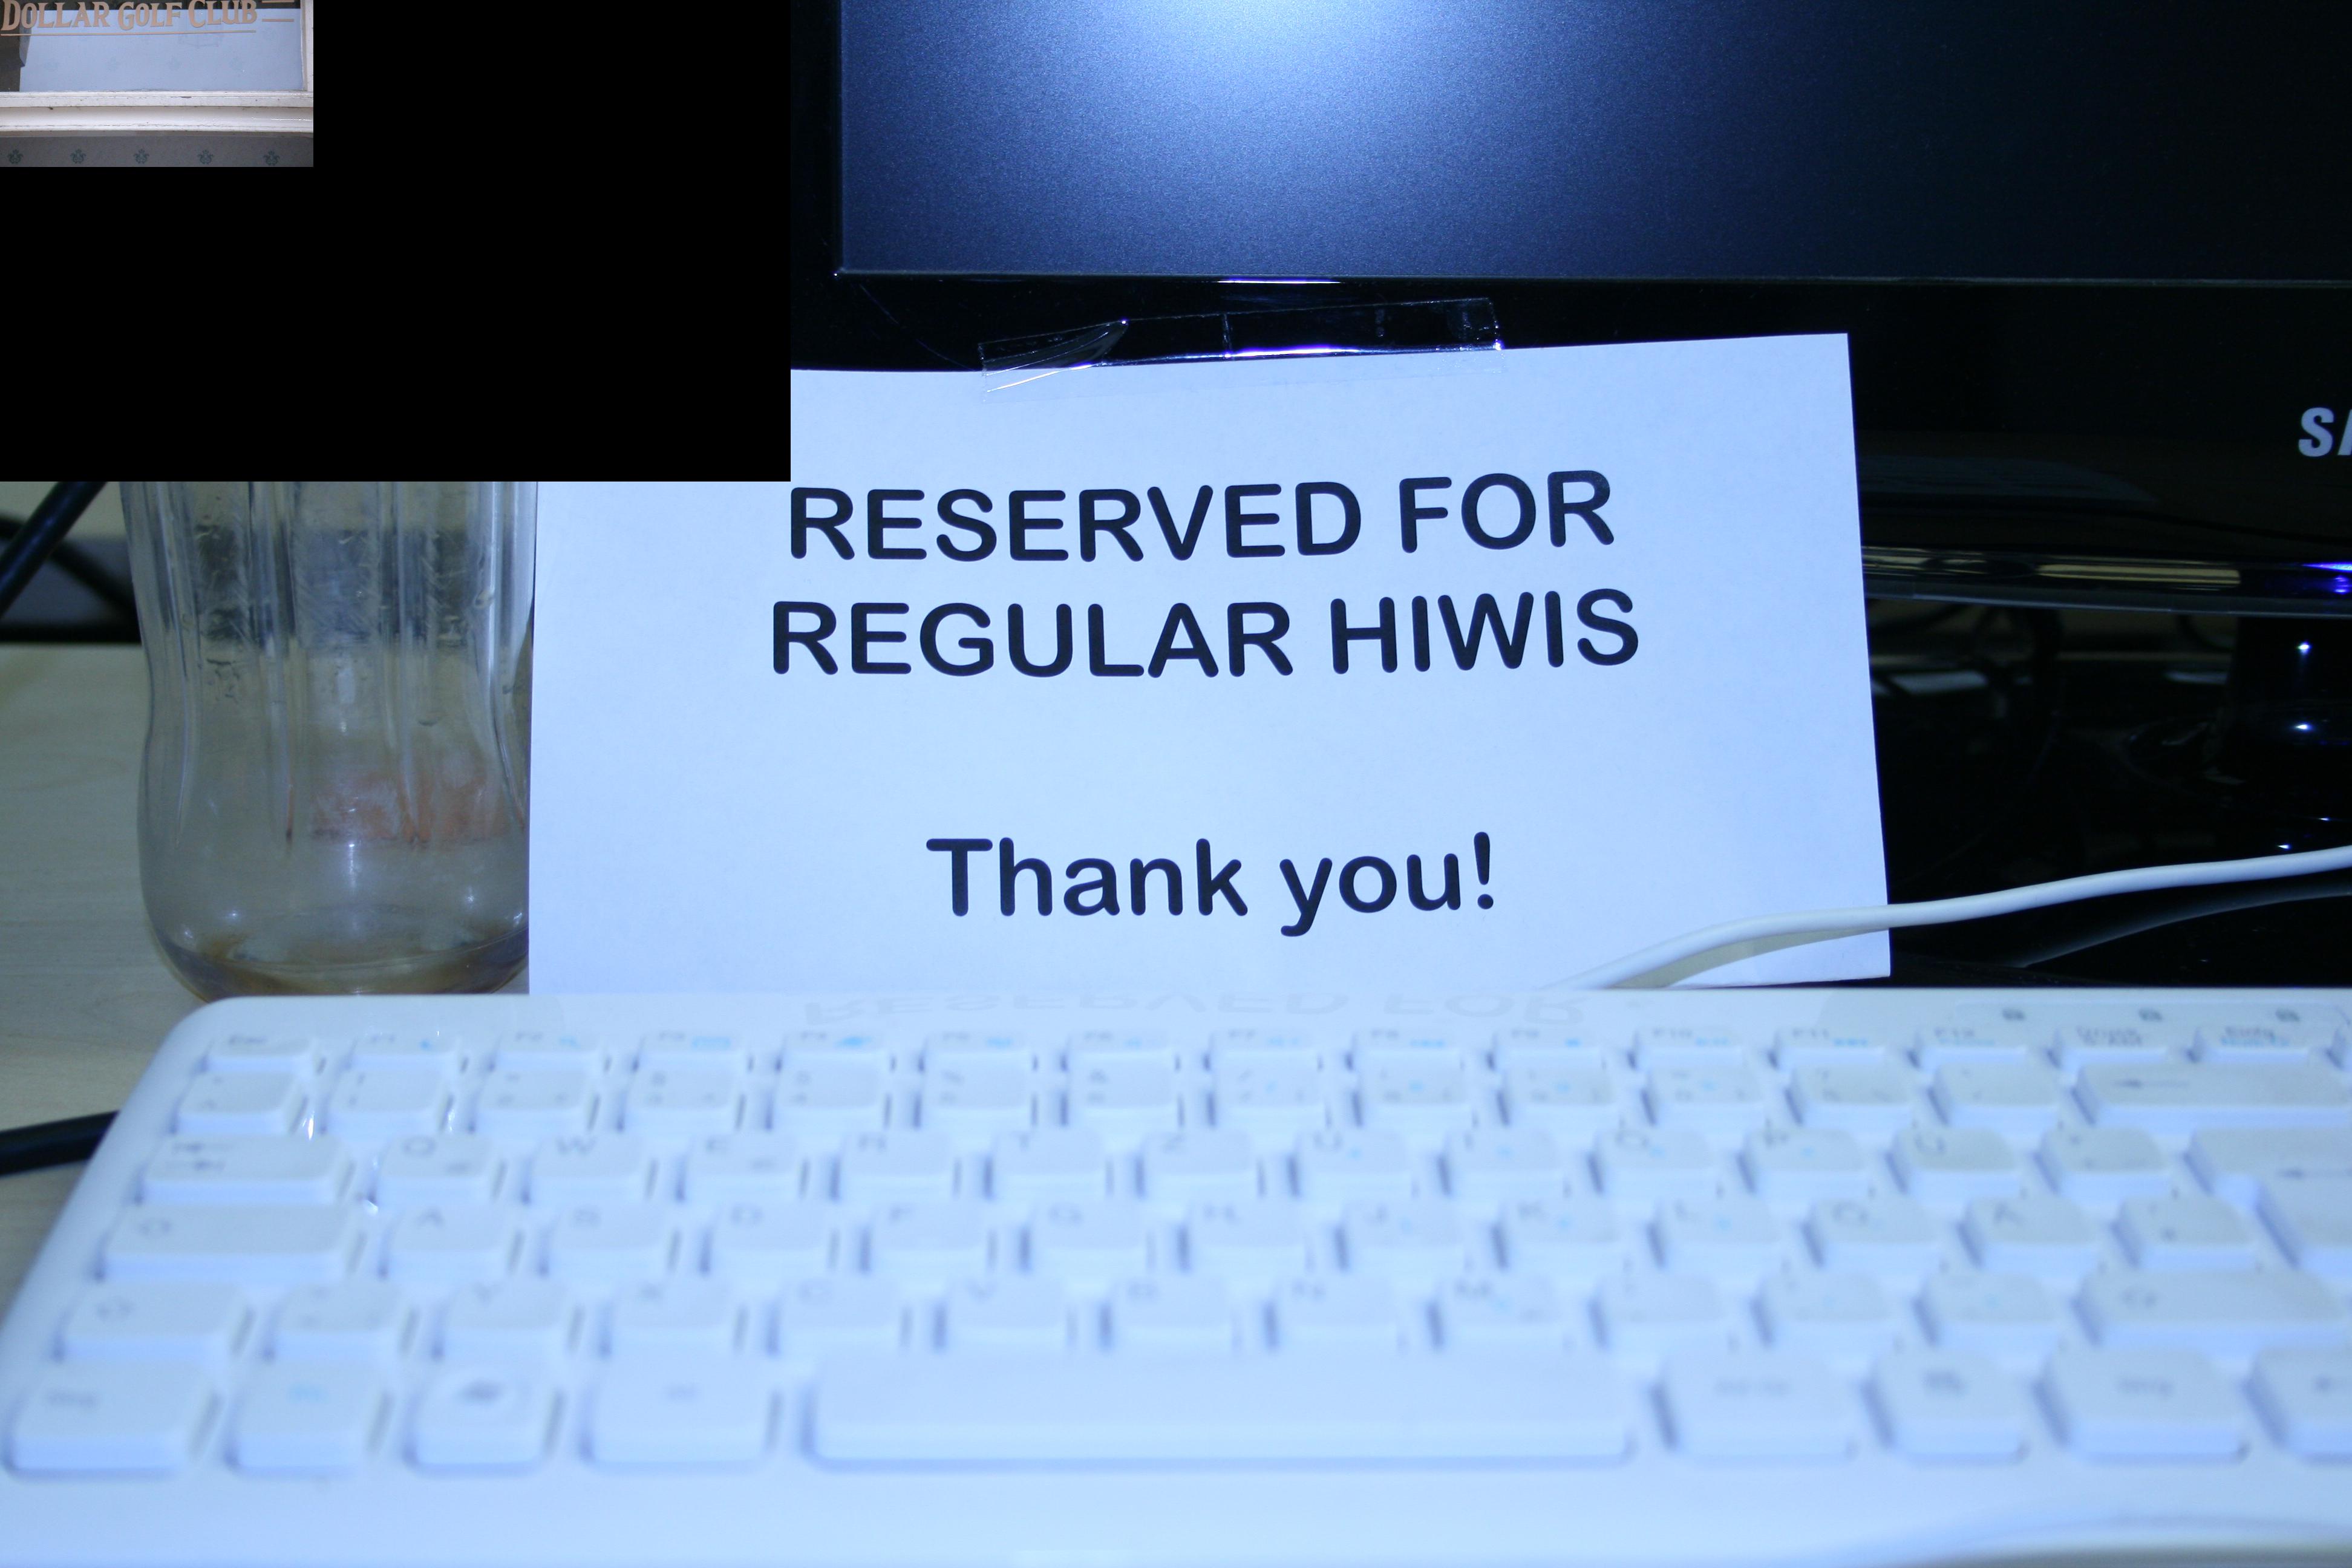 DOLLAR GOLF CLUB
RESERVED FOR
REGULAR HIWIS
Thank you!
SA
Q W E R T Z U I O P Ü
A S D F G H J K L Ö Ä
Y X C V B N M